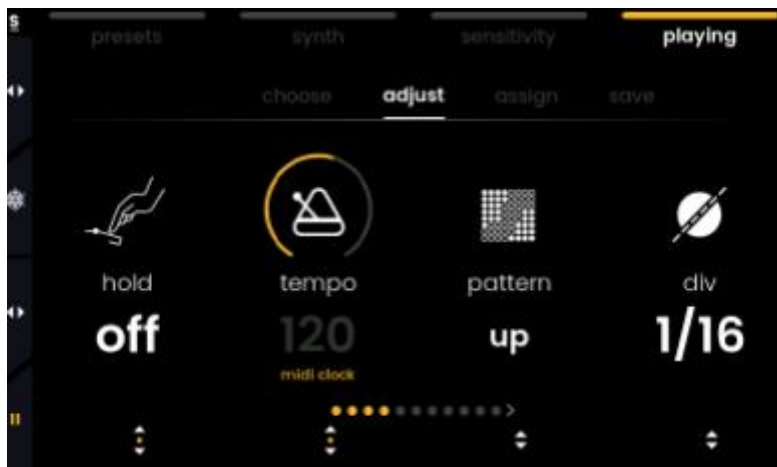 S
presets synth sensitivity playing
choose adjust assign save
hold tempo pattern div
off 120 up 1/16
midi clock